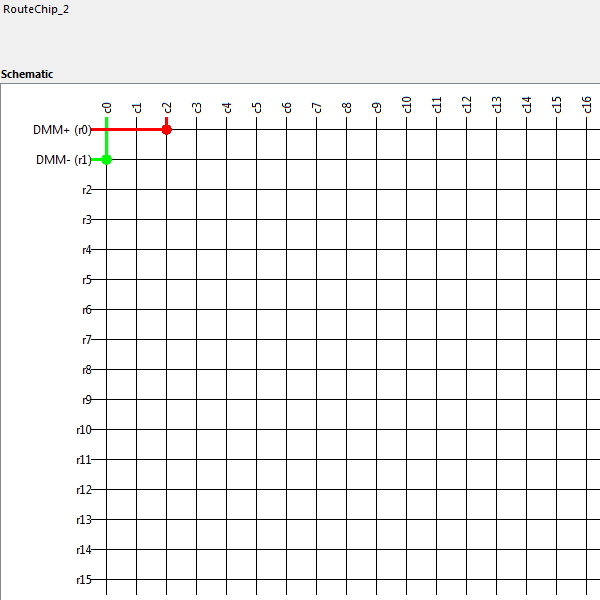 RouteChip_2
Schematic
c0 c1 c2 c3 c4 c5 c6 c7 c8 c9 c10 c11 c12 c13 c14 c15 c16
DMM+ (r0)
DMM- (r1)
r2
r3
r4
r5
r6
r7
r8
r9
r10
r11
r12
r13
r14
r15